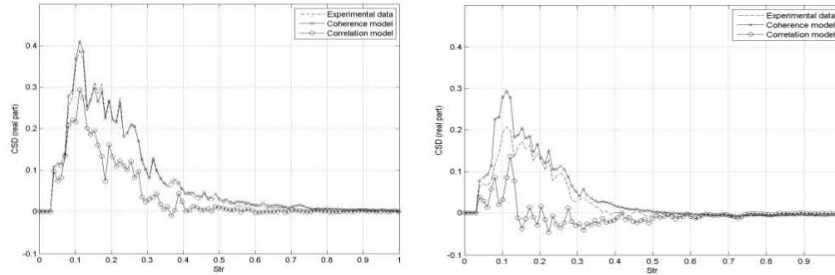 Experimental data
Coherence model
Correlation model
0.4
0.3
0.2
0.1
0
-0.1
CSD (real part)
0 0.1 0.2 0.3 0.4 0.5 0.6 0.7 0.8 0.9 1
Str
Experimental data
Coherence model
Correlation model
0.4
0.3
0.2
0.1
0
-0.1
CSD (real part)
0 0.1 0.2 0.3 0.4 0.5 0.6 0.7 0.8 0.9
Str